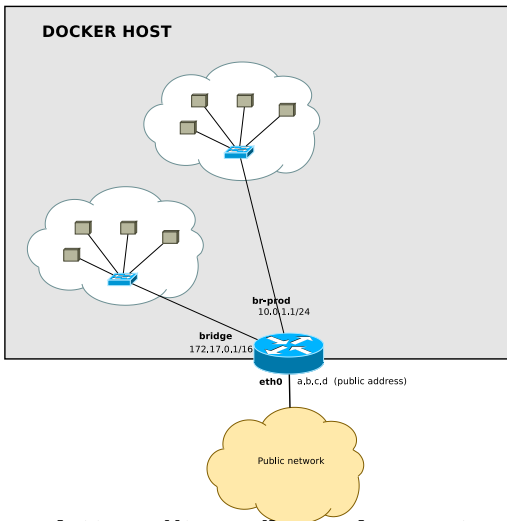 DOCKER HOST
br-prod
10.0.1.1/24
bridge
172.17.0.1/16
eth0 a.b.c.d (public address)
Public network